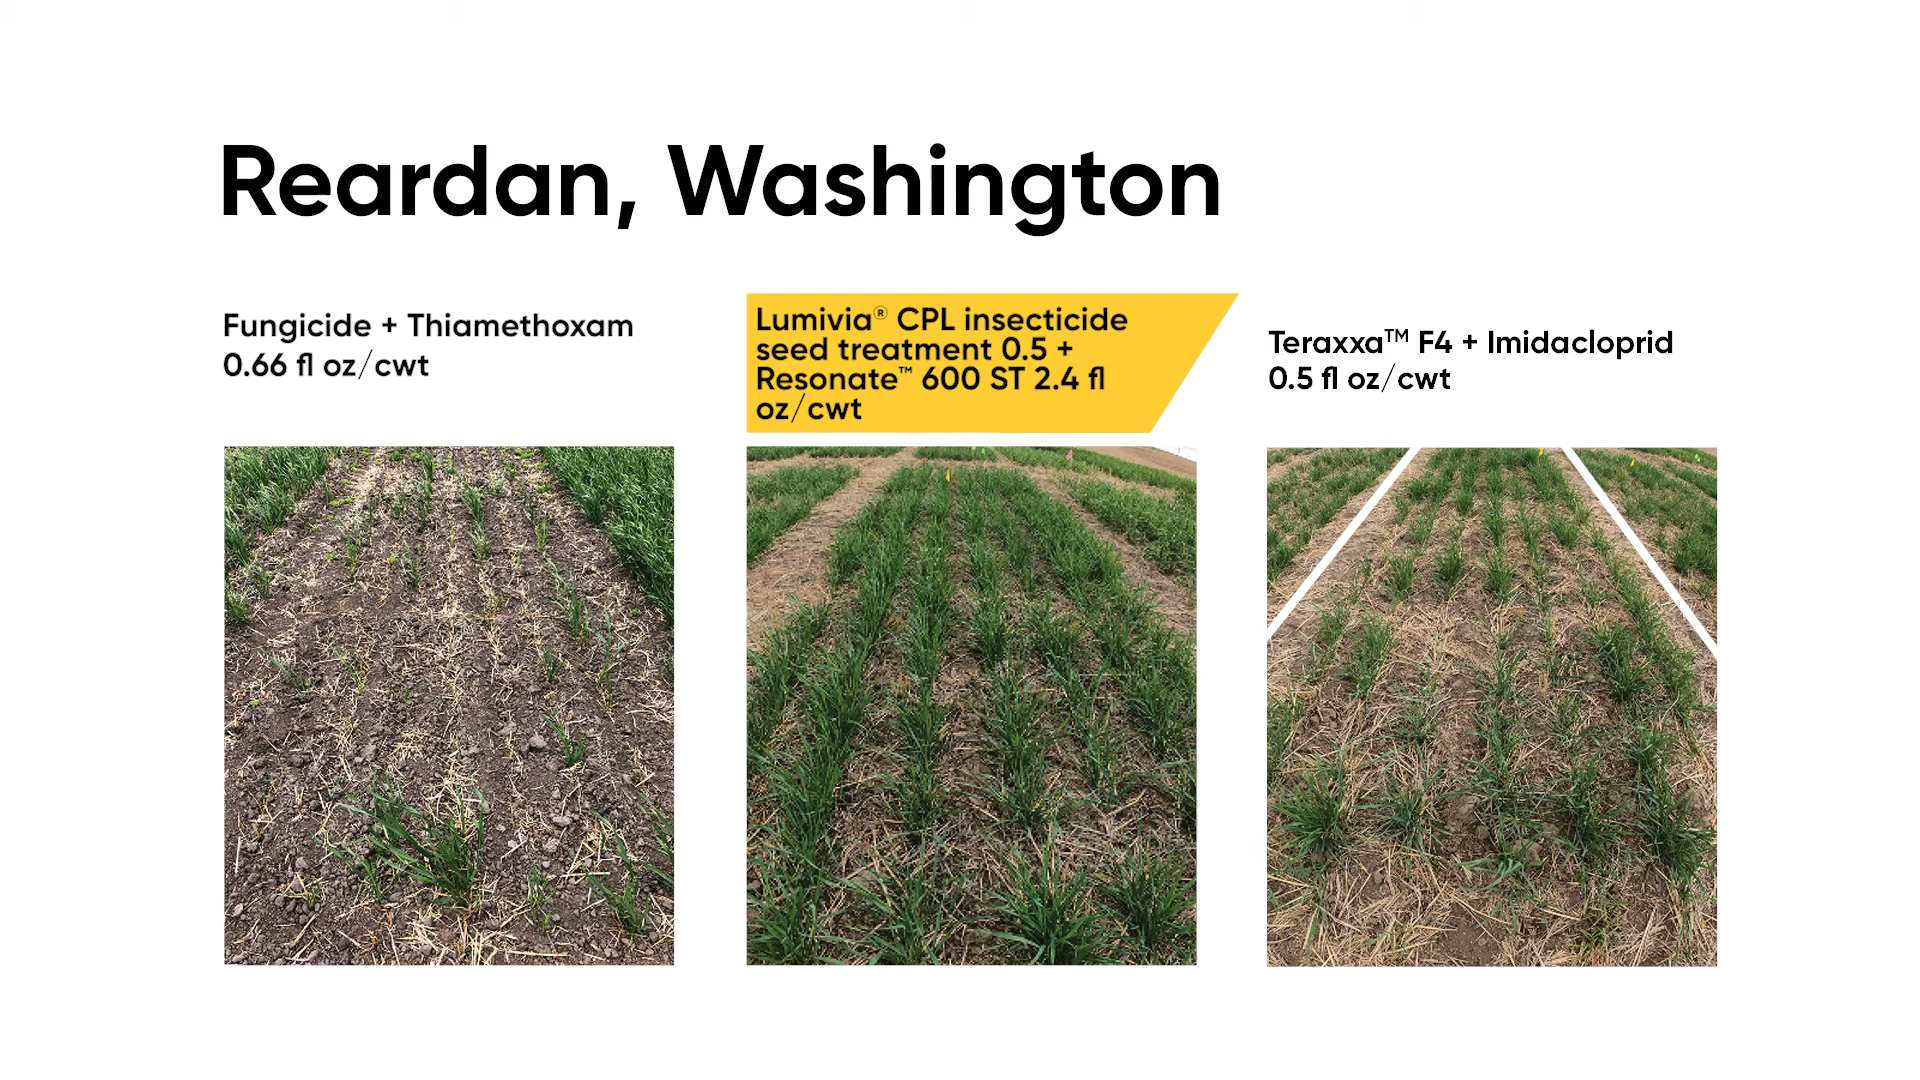 Reardan, Washington
Fungicide + Thiamethoxam
0.66 fl oz/cwt
Lumivia® CPL insecticide
seed treatment 0.5 +
Resonate™ 600 ST 2.4 fl
oz/cwt
Teraxxa™ F4 + Imidacloprid
0.5 fl oz/cwt